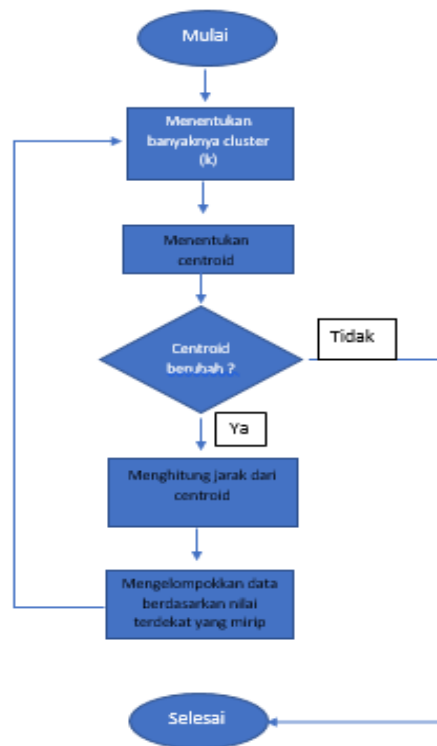 Mulai
Menentukan
banyaknya cluster
(k)
Menentukan
centroid
Centroid
berubah ?
Tidak
Ya
Menghitung jarak dari
centroid
Mengelompokkan data
berdasarkan nilai
terdekat yang mirip
Selesai